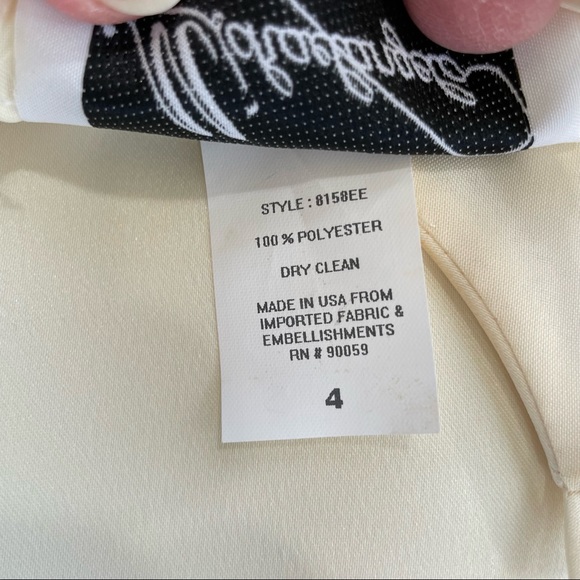 STYLE : 8158EE
100 % POLYESTER
DRY CLEAN
MADE IN USA FROM
IMPORTED FABRIC &
EMBELLISHMENTS
RN # 90059
4